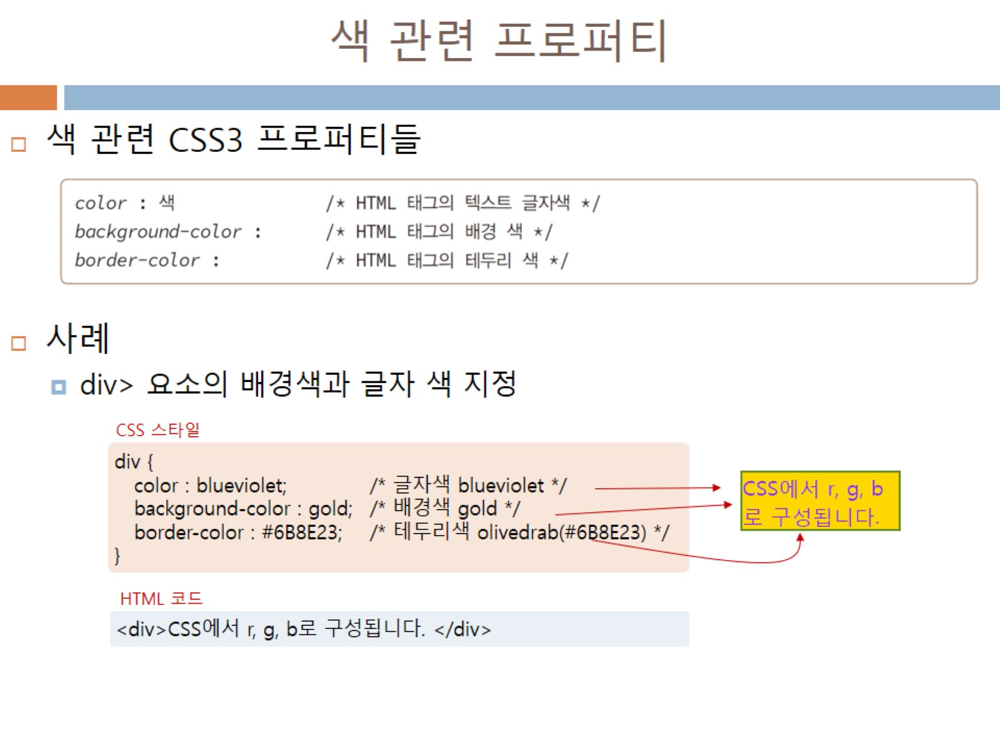 색 관련 프로퍼티
색 관련 CSS3 프로퍼티들
color : 색 /* HTML 태그의 텍스트 글자색 */
background-color : /* HTML 태그의 배경 색 */
border-color : /* HTML 태그의 테두리 색 */
사례
div> 요소의 배경색과 글자 색 지정
CSS 스타일
div {
color : blueviolet; /* 글자색 blueviolet */
background-color : gold; /* 배경색 gold */
border-color : #6B8E23; /* 테두리색 olivedrab(#6B8E23) */
}
CSS에서 r, g, b
로 구성됩니다.
HTML 코드
<div>CSS에서 r, g, b로 구성됩니다. </div>